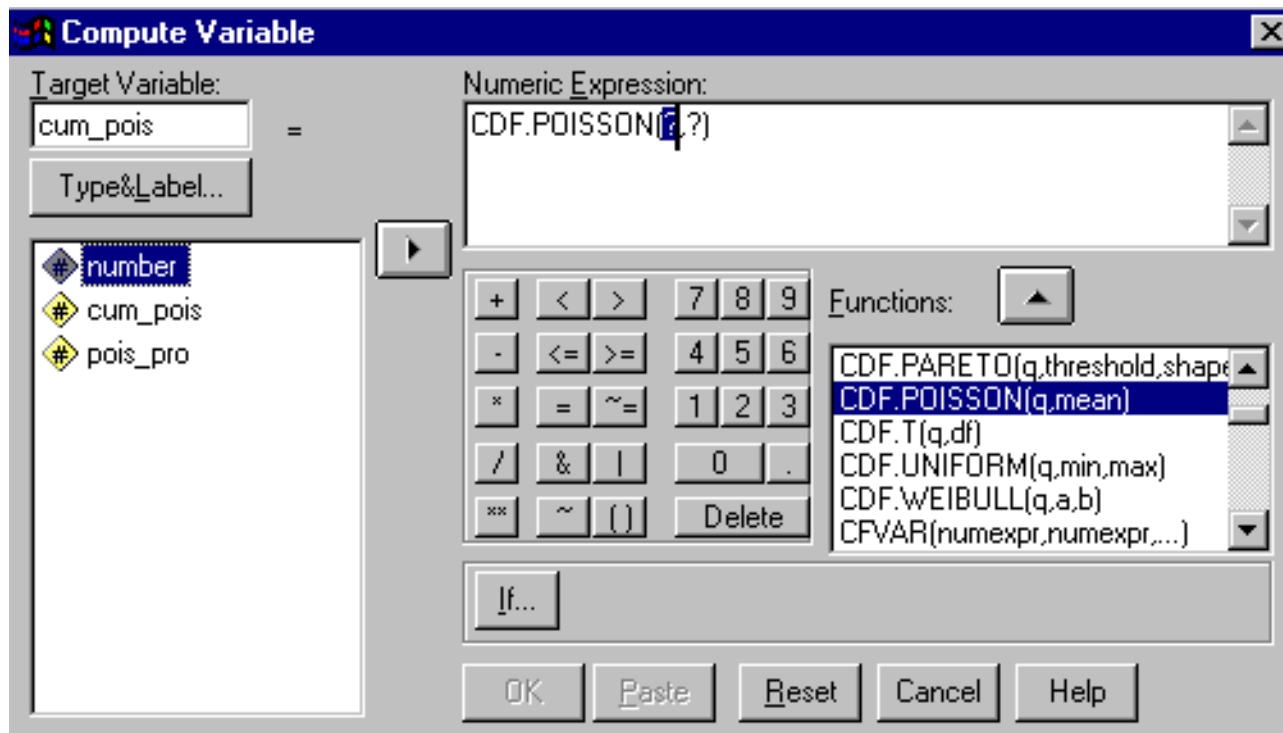 Compute Variable
Target Variable:
cum_pois
=
Type&Label...
# number
# cum_pois
# pois_pro
Numeric Expression:
CDF.POISSON(?,?)
+ < > 7 8 9
- <= >= 4 5 6
* = ~= 1 2 3
/ & | 0 .
** ~ () Delete
Functions:
CDF.PARETO(q,threshold,shape
CDF.POISSON(q,mean)
CDF.T(q,df)
CDF.UNIFORM(q,min,max)
CDF.WEIBULL(q,a,b)
CFVAR(numexpr,numexpr,...)
If...
OK Paste Reset Cancel Help